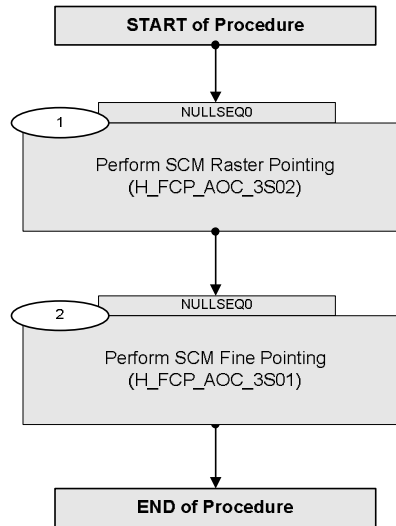 START of Procedure
NULLSEQ0
1
Perform SCM Raster Pointing
(H_FCP_AOC_3S02)
NULLSEQ0
2
Perform SCM Fine Pointing
(H_FCP_AOC_3S01)
END of Procedure